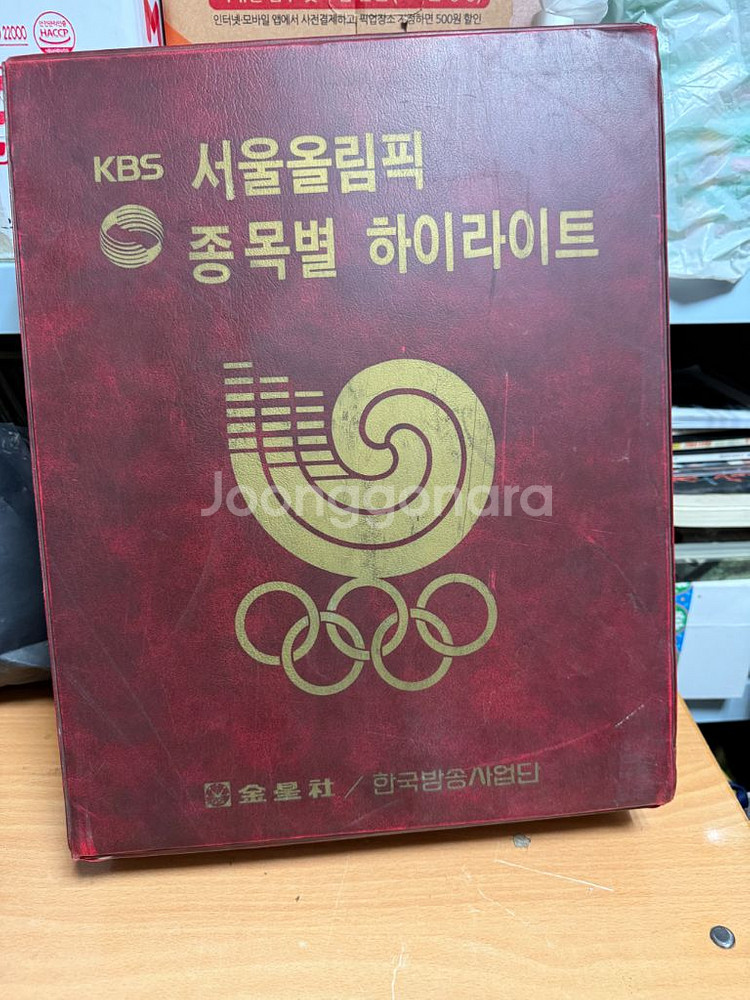 22000
HACCP
인터넷·모바일 앱에서 사전결제하고, 픽업장소 지정하면 500원 할인
KBS 서울올림픽
종목별 하이라이트
Joonggonara
金星社 / 한국방송사업단